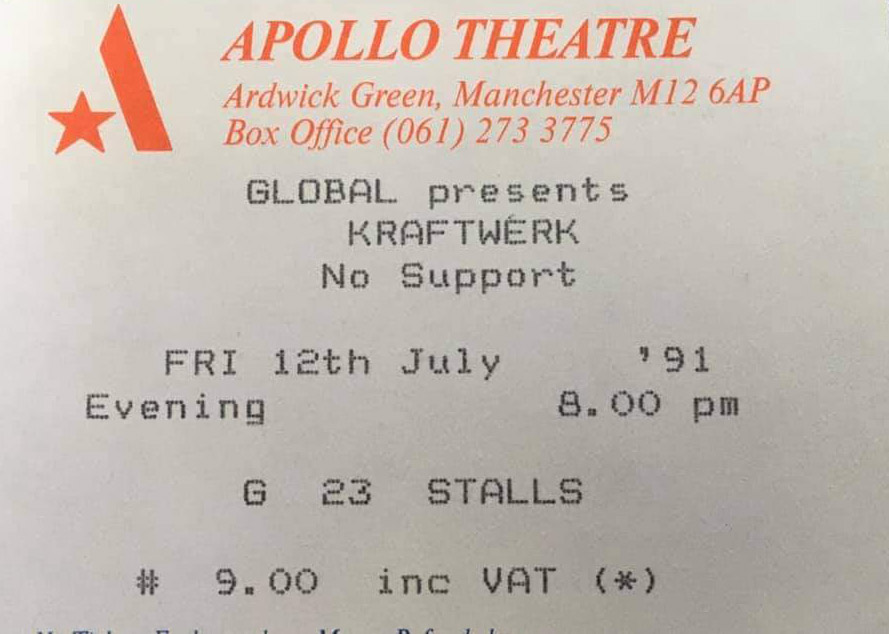 APOLLO THEATRE
Ardwick Green, Manchester M12 6AP
Box Office (061) 273 3775
GLOBAL presents
KRAFTWERK
No Support
FRI 12th July '91
Evening 8.00 pm
G 23 STALLS
# 9.00 inc VAT (*)